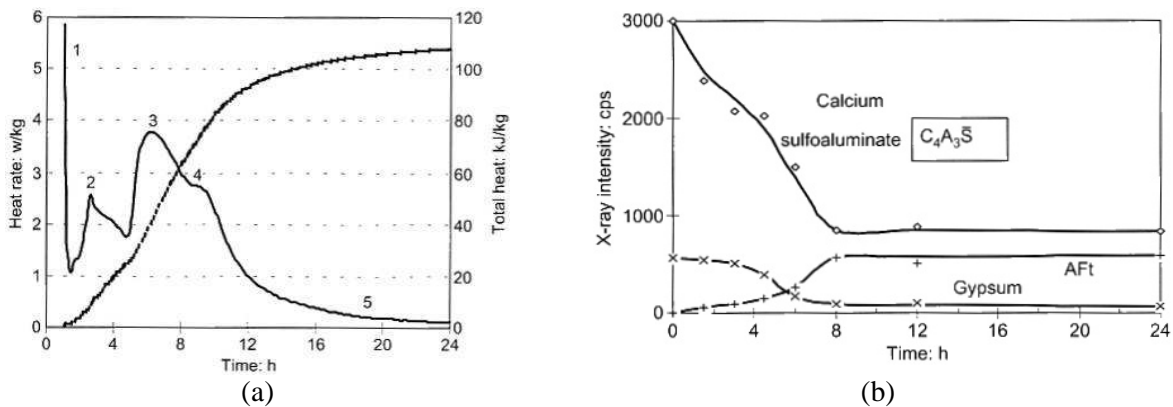 6
5
4
3
2
1
0
Heat rate: w/kg
1
2
3
4
5
120
100
80
60
40
20
0
Total heat: kJ/kg
0 4 8 12 16 20 24
Time: h
(a)
3000
2000
1000
0
X-ray intensity: cps
Calcium
sulfoaluminate
C₄A₃S̄
AFt
Gypsum
0 4 8 12 16 20 24
Time: h
(b)